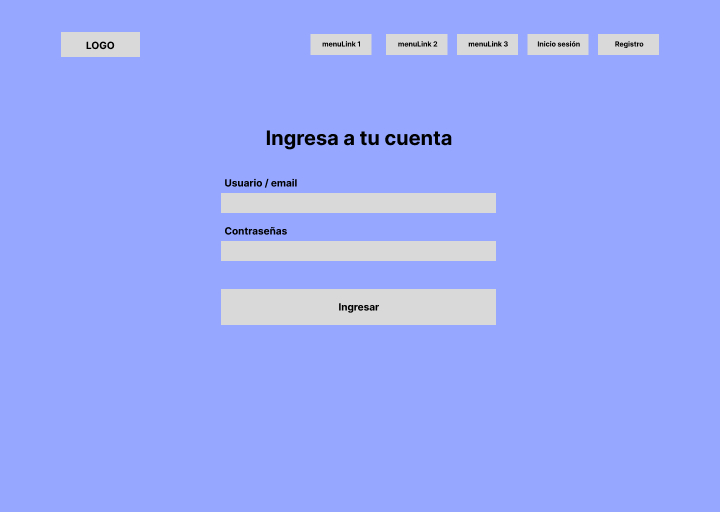 LOGO
menuLink 1
menuLink 2
menuLink 3
Inicio sesión
Registro
Ingresa a tu cuenta
Usuario / email
Contraseñas
Ingresar